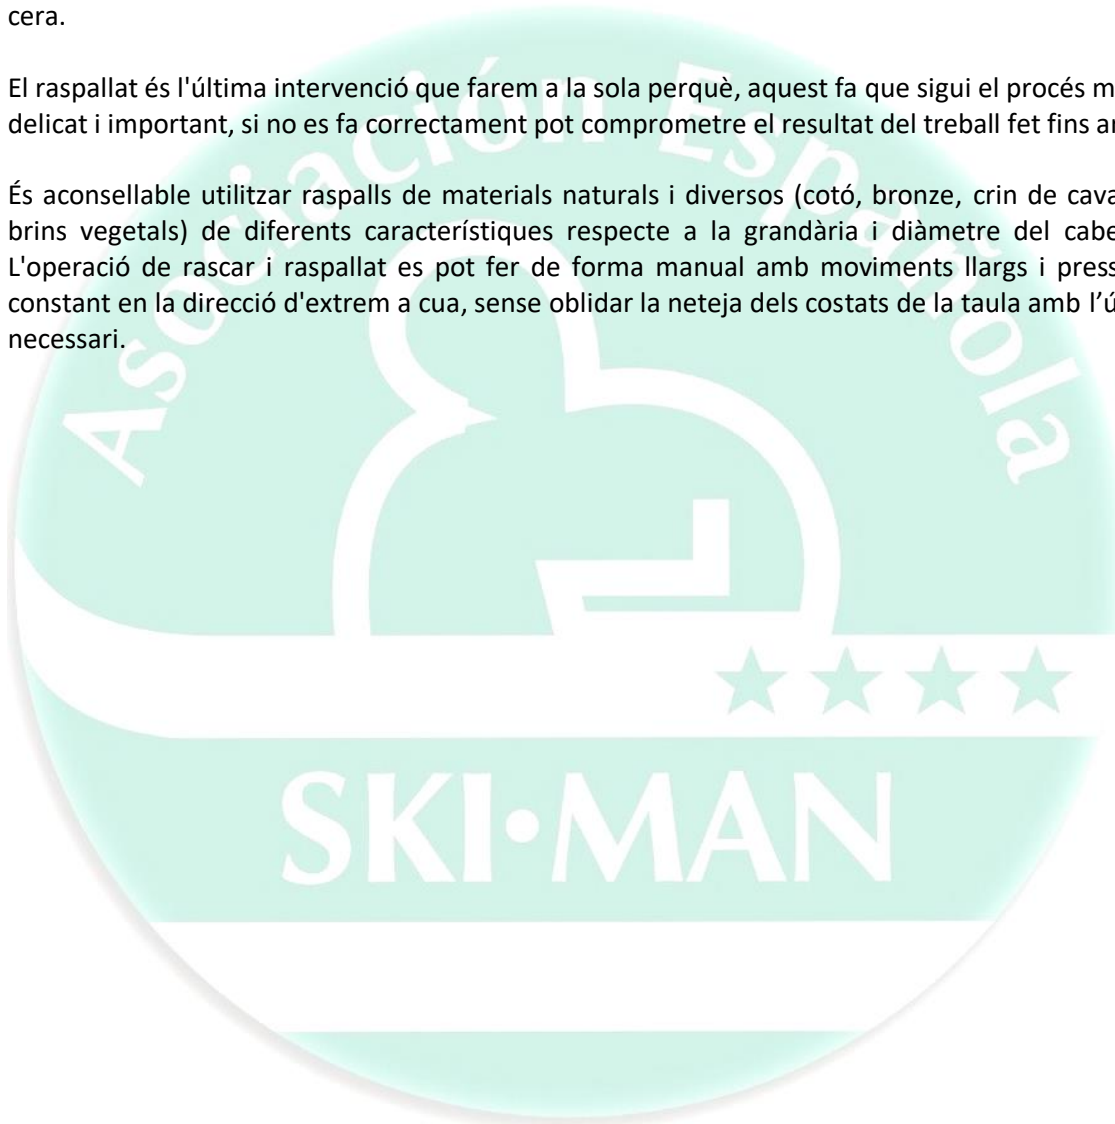 cera.
El raspallat és l'última intervenció que farem a la sola perquè, aquest fa que sigui el procés
delicat i important, si no es fa correctament pot comprometre el resultat del treball fet fins
És aconsellable utilitzar raspalls de materials naturals i diversos (cotó, bronze, crin de
brins vegetals) de diferents característiques respecte a la grandària i diàmetre del
L'operació de rascar i raspallat es pot fer de forma manual amb moviments llargs i
constant en la direcció d'extrem a cua, sense oblidar la neteja dels costats de la taula amb
necessari.
Asociación Española
SKI·MAN